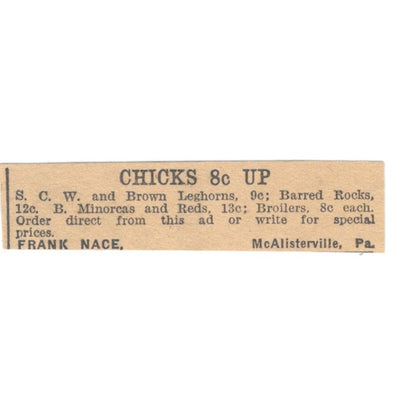 CHICKS 8c UP
S. C. W. and Brown Leghorns, 9c; Barred Rocks,
12c. B. Minorcas and Reds, 13c; Broilers, 8c each.
Order direct from this ad or write for special
prices.
FRANK NACE, McAlisterville, Pa.